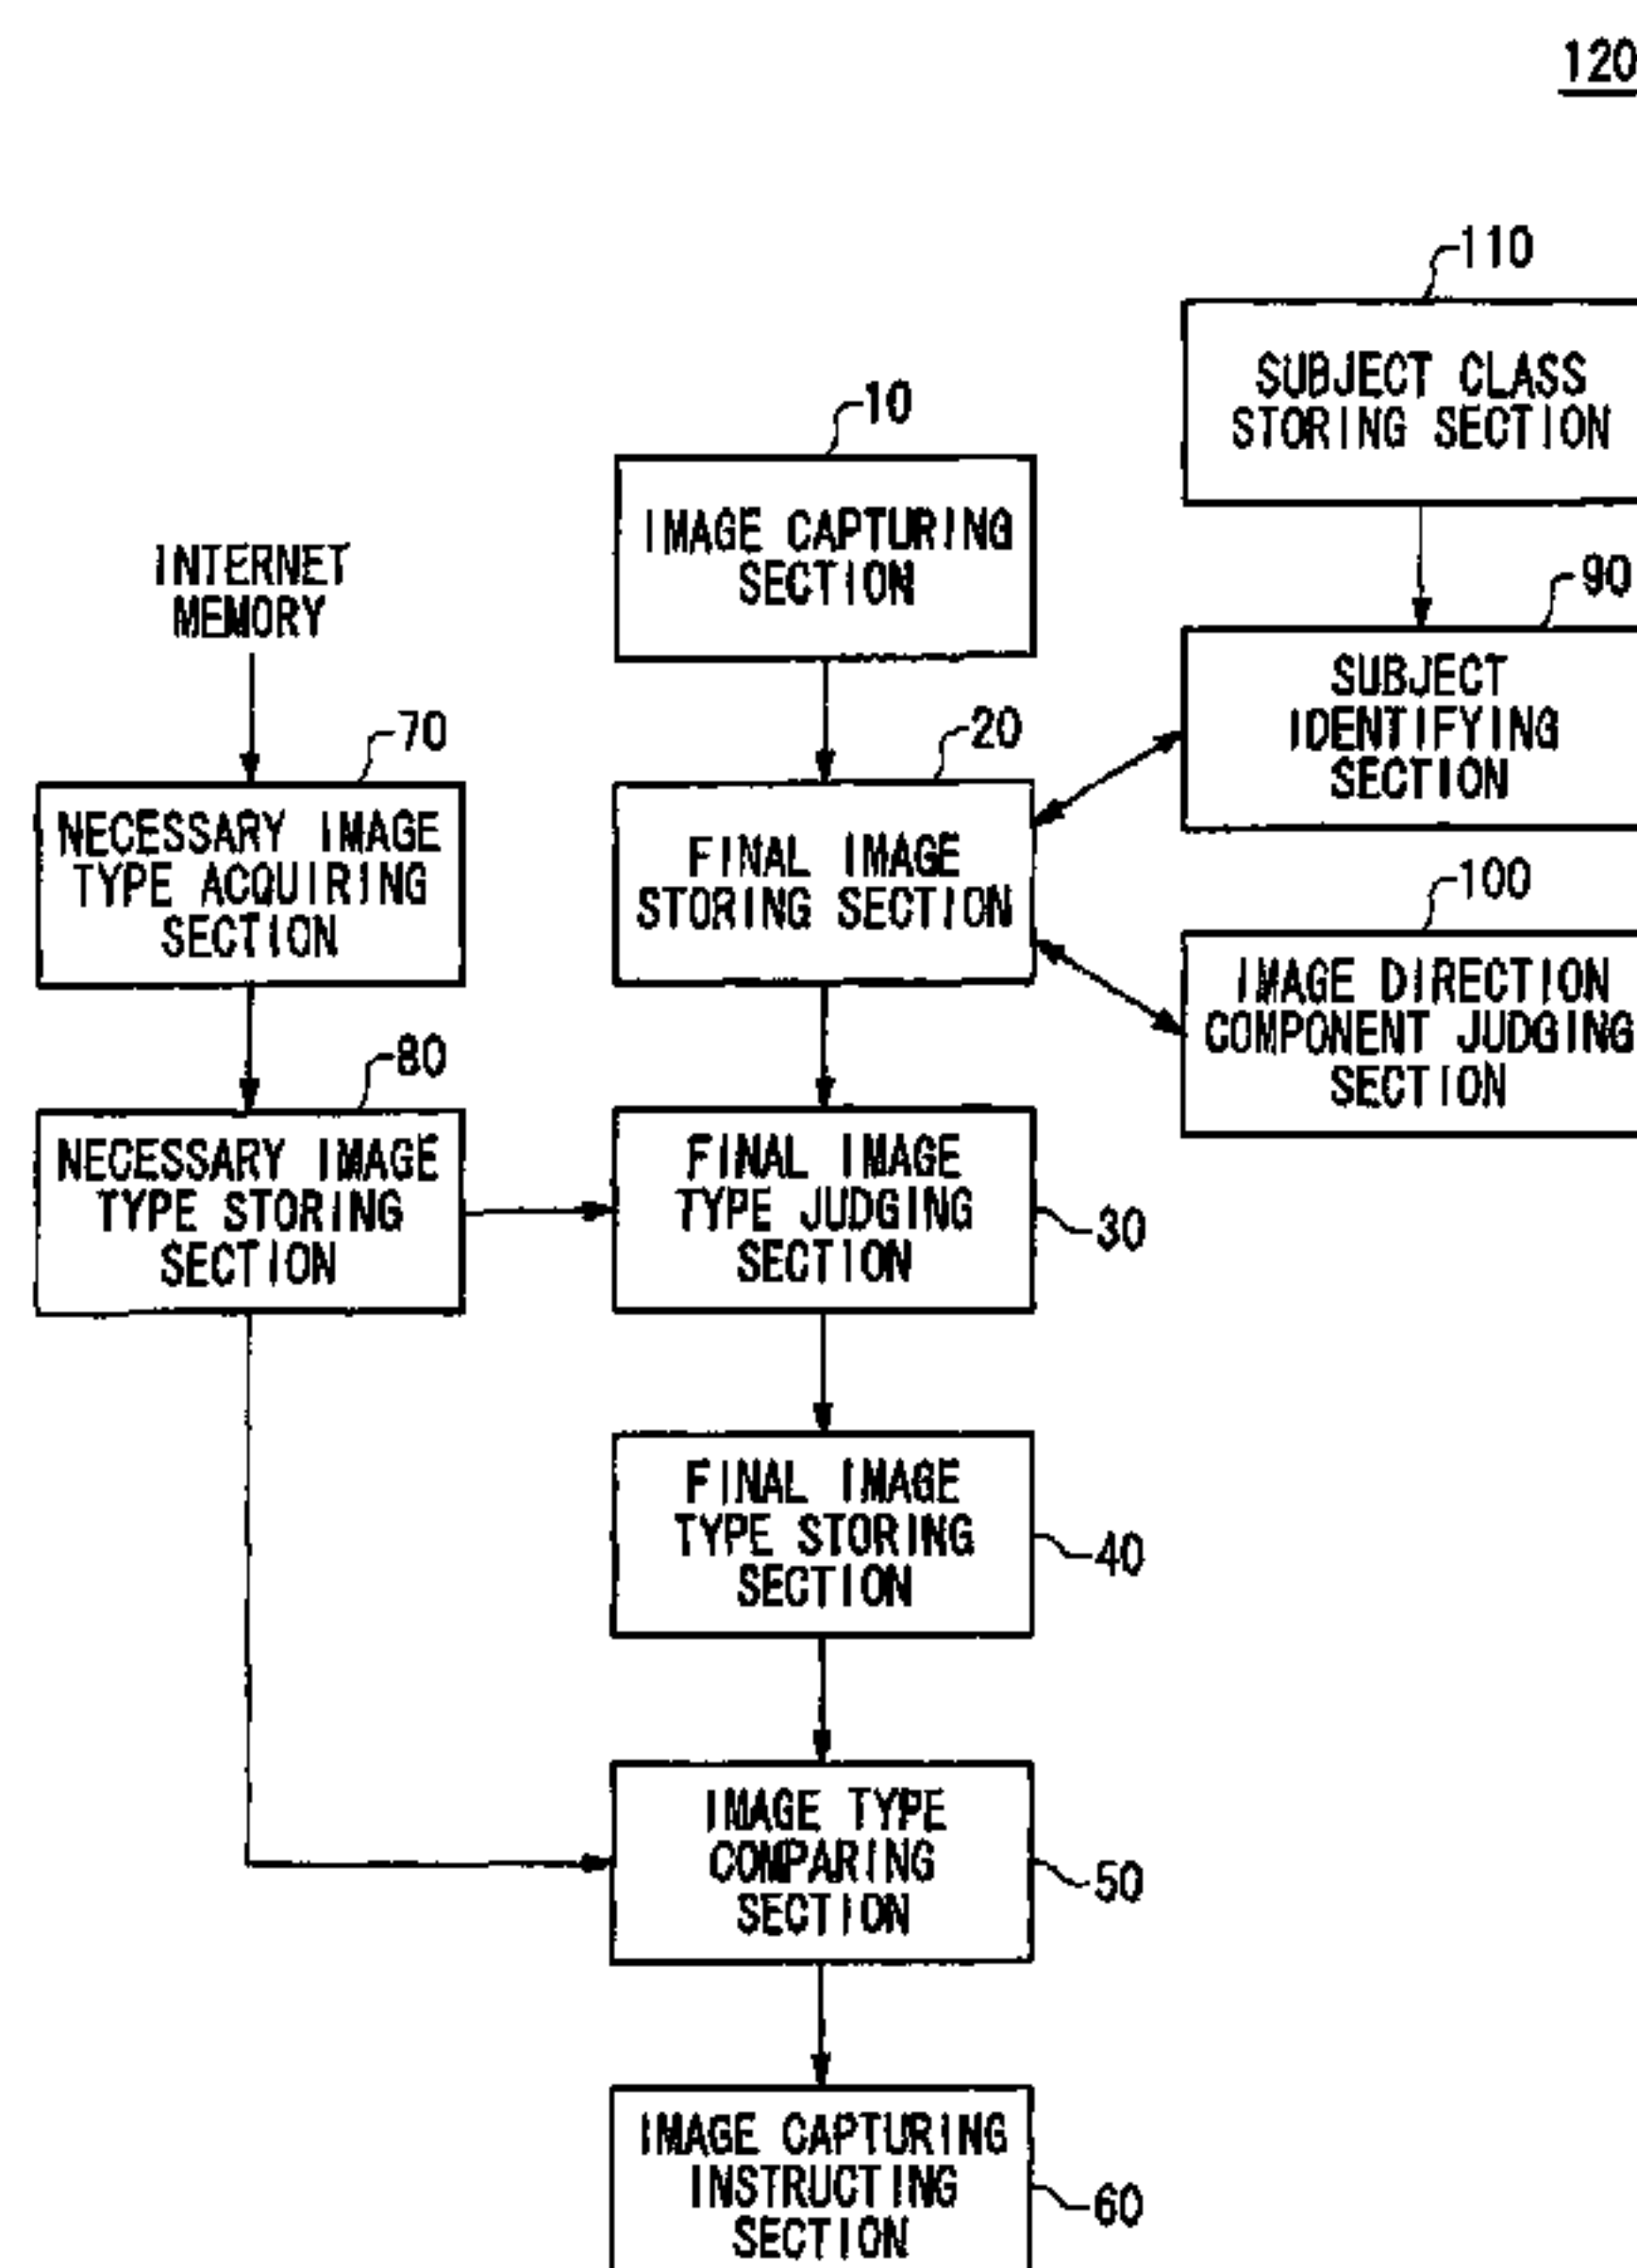 120
110
SUBJECT CLASS
STORING SECTION
10
IMAGE CAPTURING
SECTION
INTERNET
MEMORY
90
SUBJECT
IDENTIFYING
SECTION
70
NECESSARY IMAGE
TYPE ACQUIRING
SECTION
20
FINAL IMAGE
STORING SECTION
100
IMAGE DIRECTION
COMPONENT JUDGING
SECTION
80
NECESSARY IMAGE
TYPE STORING
SECTION
FINAL IMAGE
TYPE JUDGING
SECTION
30
FINAL IMAGE
TYPE STORING
SECTION
40
IMAGE TYPE
COMPARING
SECTION
50
IMAGE CAPTURING
INSTRUCTING
SECTION
60